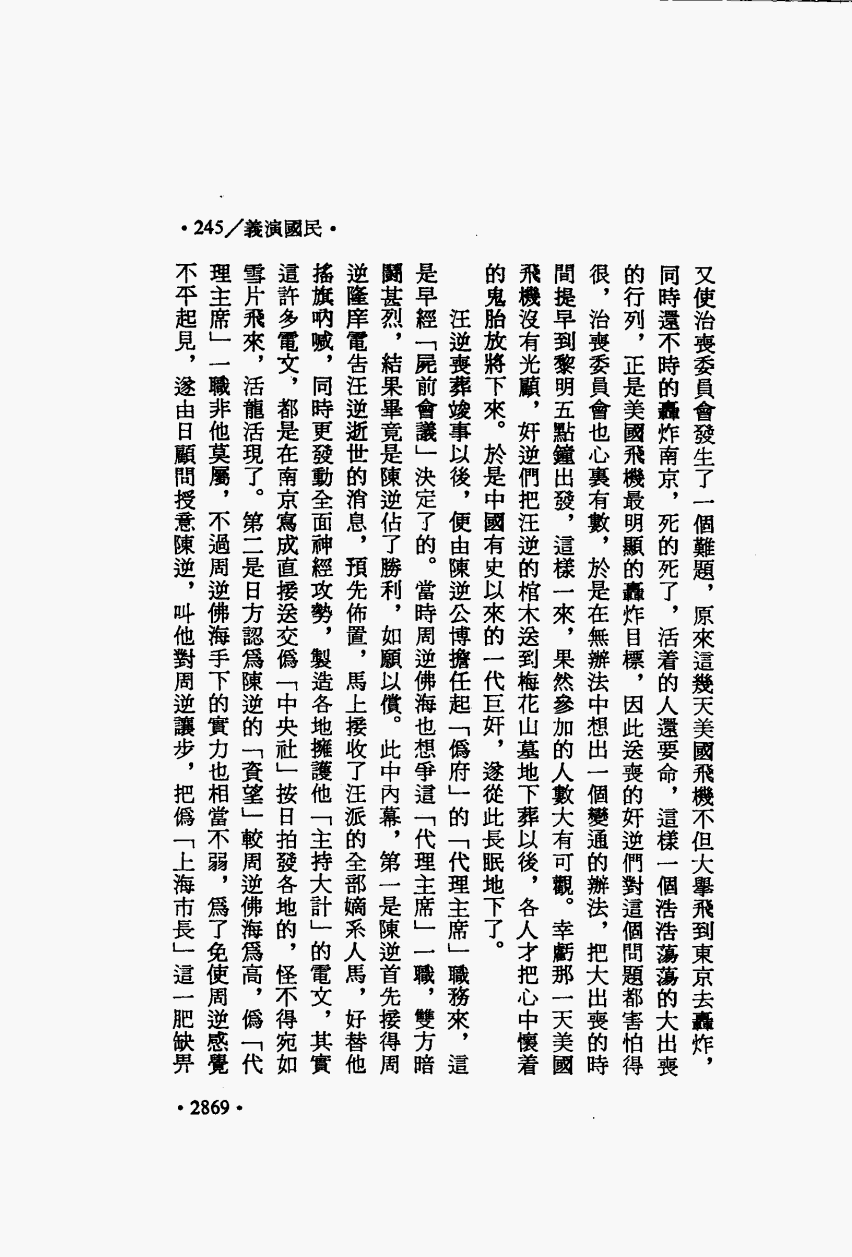 •245╱義演國民•
又使治喪委員會發生了一個難題，原來這幾天美國飛機不但大舉飛到東京去轟炸，
同時還不時的轟炸南京，死的死了，活着的人還要命，這樣一個浩浩蕩蕩的大出喪
的行列，正是美國飛機最明顯的轟炸目標，因此送喪的奸逆們對這個問題都害怕得
很，治喪委員會也心裏有數，於是在無辦法中想出一個變通的辦法，把大出喪的時
間提早到黎明五點鐘出發，這樣一來，果然參加的人數大有可觀。幸虧那一天美國
飛機沒有光顧，奸逆們把汪逆的棺木送到梅花山墓地下葬以後，各人才把心中懷着
的鬼胎放將下來。於是中國有史以來的一代巨奸，遂從此長眠地下了。
汪逆喪葬竣事以後，便由陳逆公博擔任起「僞府」的「代理主席」職務來，這
是早經「屍前會議」決定了的。當時周逆佛海也想爭這「代理主席」一職，雙方暗
鬪甚烈，結果畢竟是陳逆佔了勝利，如願以償。此中內幕，第一是陳逆首先接得周
逆隆庠電告汪逆逝世的消息，預先佈置，馬上接收了汪派的全部嫡系人馬，好替他
搖旗吶喊，同時更發動全面神經攻勢，製造各地擁護他「主持大計」的電文，其實
這許多電文，都是在南京寫成直接送交僞「中央社」按日拍發各地的，怪不得宛如
雪片飛來，活龍活現了。第二是日方認爲陳逆的「資望」較周逆佛海爲高，僞「代
理主席」一職非他莫屬，不過周逆佛海手下的實力也相當不弱，爲了免使周逆感覺
不平起見，遂由日顧問授意陳逆，叫他對周逆讓步，把僞「上海市長」這一肥缺畀
•2869•